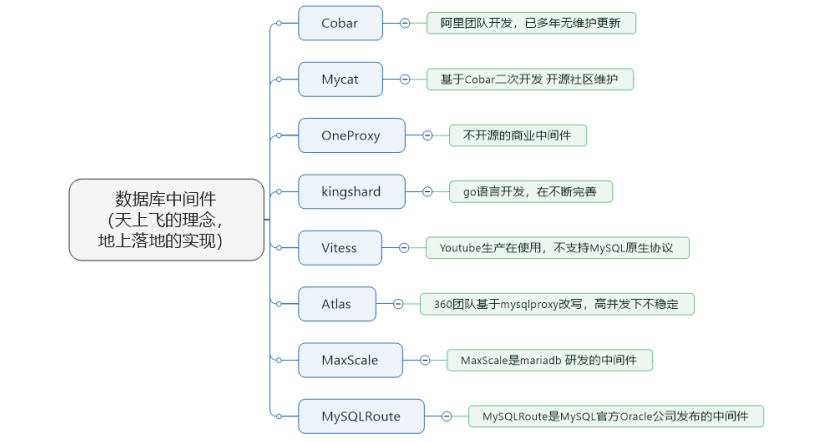 Cobar
阿里团队开发，已多年无维护更新
Mycat
基于Cobar二次开发 开源社区维护
OneProxy
不开源的商业中间件
kingshard
go语言开发，在不断完善
数据库中间件
（天上飞的理念，
地上落地的实现）
Vitess
Youtube生产在使用，不支持MySQL原生协议
Atlas
360团队基于mysqlproxy改写，高并发下不稳定
MaxScale
MaxScale是mariadb 研发的中间件
MySQLRoute
MySQLRoute是MySQL官方Oracle公司发布的中间件